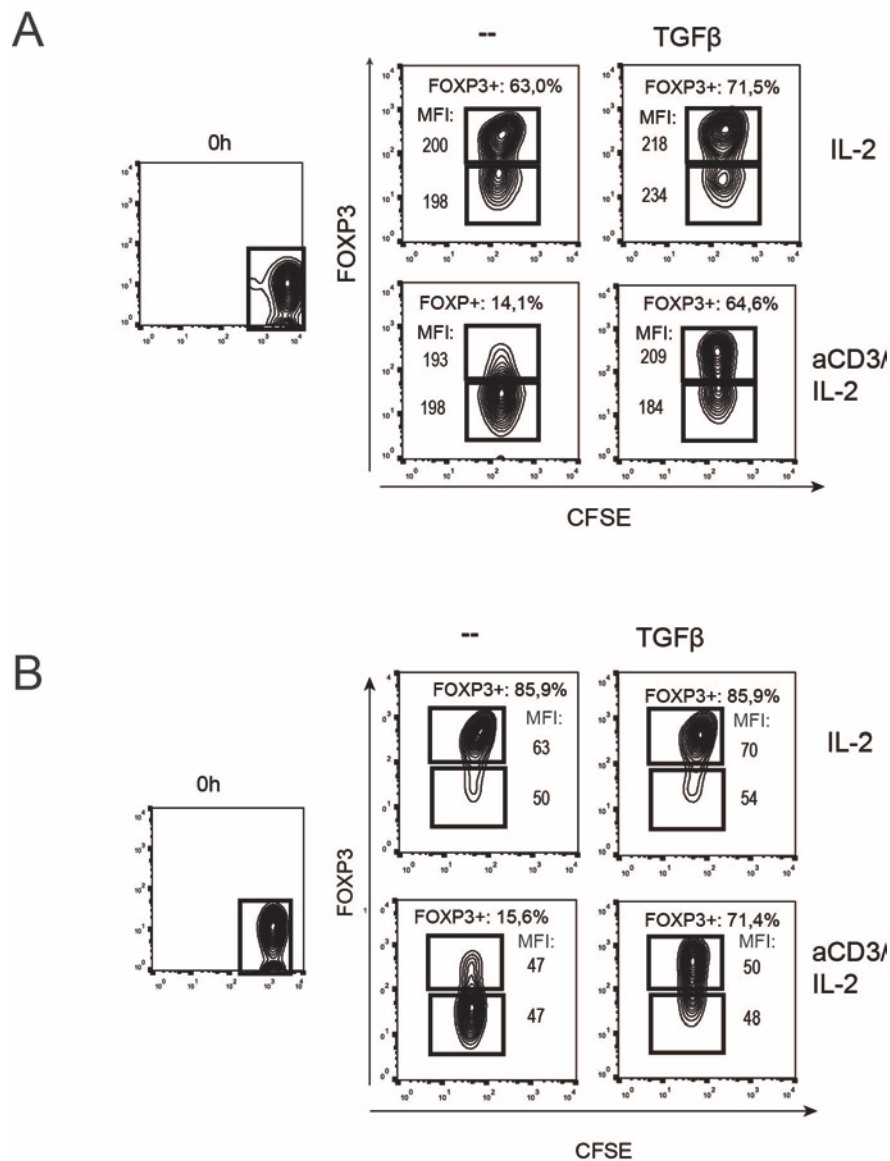 A
--
TGFβ
0h
FOXP3+: 63,0%
MFI:
200
198
FOXP3+: 71,5%
MFI:
218
234
IL-2
FOXP+: 14,1%
MFI:
193
198
FOXP3+: 64,6%
MFI:
209
184
aCD3/
IL-2
FOXP3
CFSE
B
--
TGFβ
0h
FOXP3+: 85,9%
MFI:
63
50
FOXP3+: 85,9%
MFI:
70
54
IL-2
FOXP3+: 15,6%
MFI:
47
47
FOXP3+: 71,4%
MFI:
50
48
aCD3/
IL-2
FOXP3
CFSE